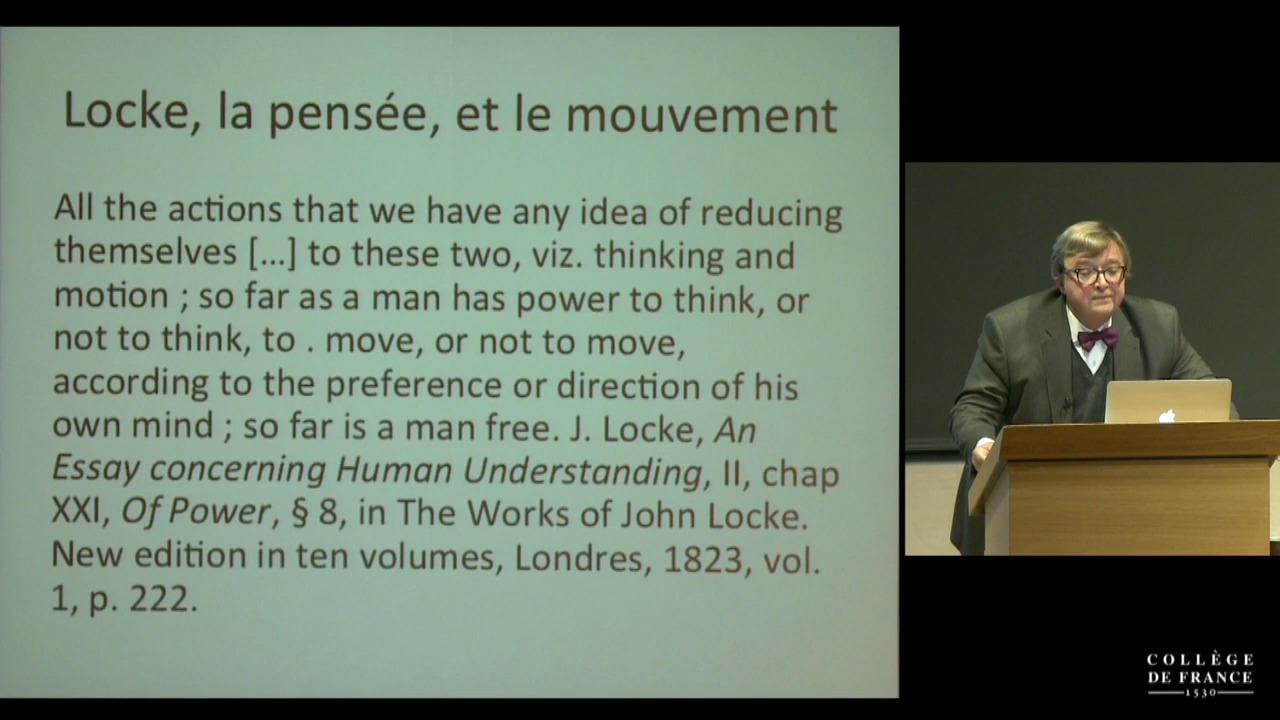 Locke, la pensée, et le mouvement
All the actions that we have any idea of reducing
themselves [...] to these two, viz. thinking and
motion ; so far as a man has power to think, or
not to think, to . move, or not to move,
according to the preference or direction of his
own mind ; so far is a man free. J. Locke, An
Essay concerning Human Understanding, II, chap
XXI, Of Power, § 8, in The Works of John Locke.
New edition in ten volumes, Londres, 1823, vol.
1, p. 222.
COLLÈGE
DE FRANCE
1530